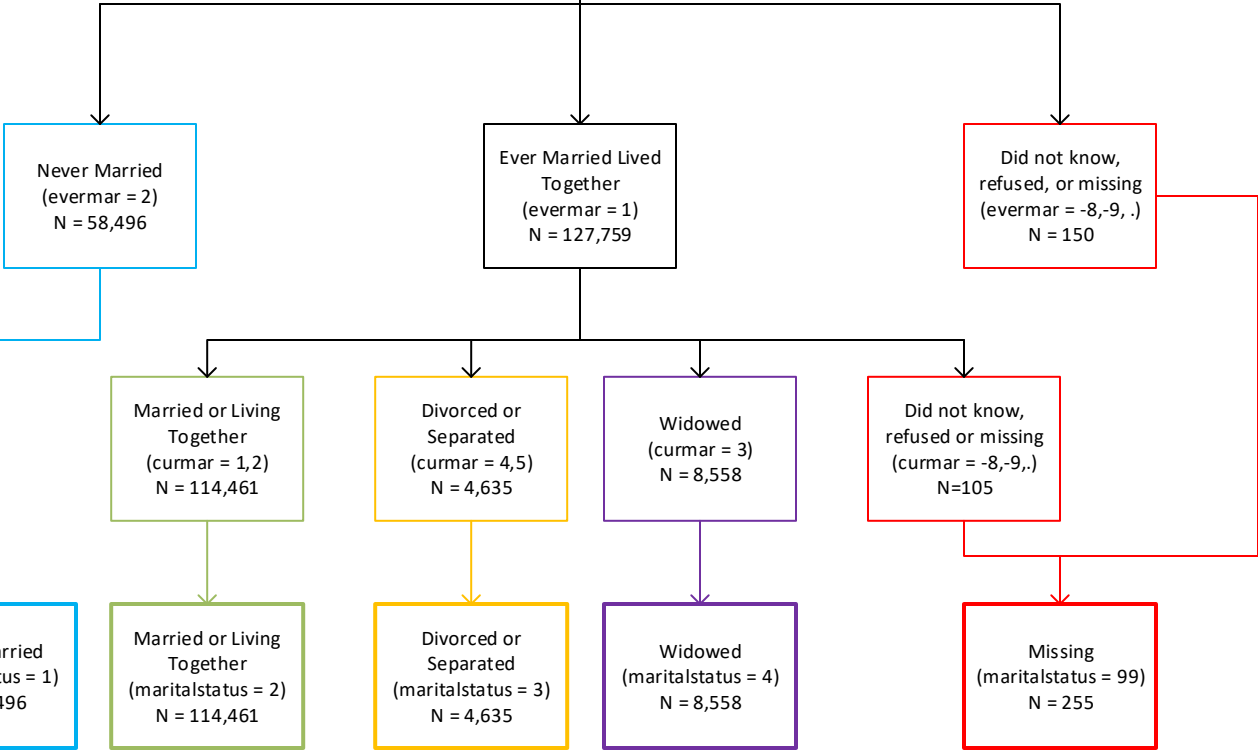 Never Married
(evermar = 2)
N = 58,496
Ever Married Lived
Together
(evermar = 1)
N = 127,759
Did not know,
refused, or missing
(evermar = -8,-9, .)
N = 150
Married or Living
Together
(curmar = 1,2)
N = 114,461
Divorced or
Separated
(curmar = 4,5)
N = 4,635
Widowed
(curmar = 3)
N = 8,558
Did not know,
refused or missing
(curmar = -8,-9,.)
N=105
rried
tus = 1)
496
Married or Living
Together
(maritalstatus = 2)
N = 114,461
Divorced or
Separated
(maritalstatus = 3)
N = 4,635
Widowed
(maritalstatus = 4)
N = 8,558
Missing
(maritalstatus = 99)
N = 255